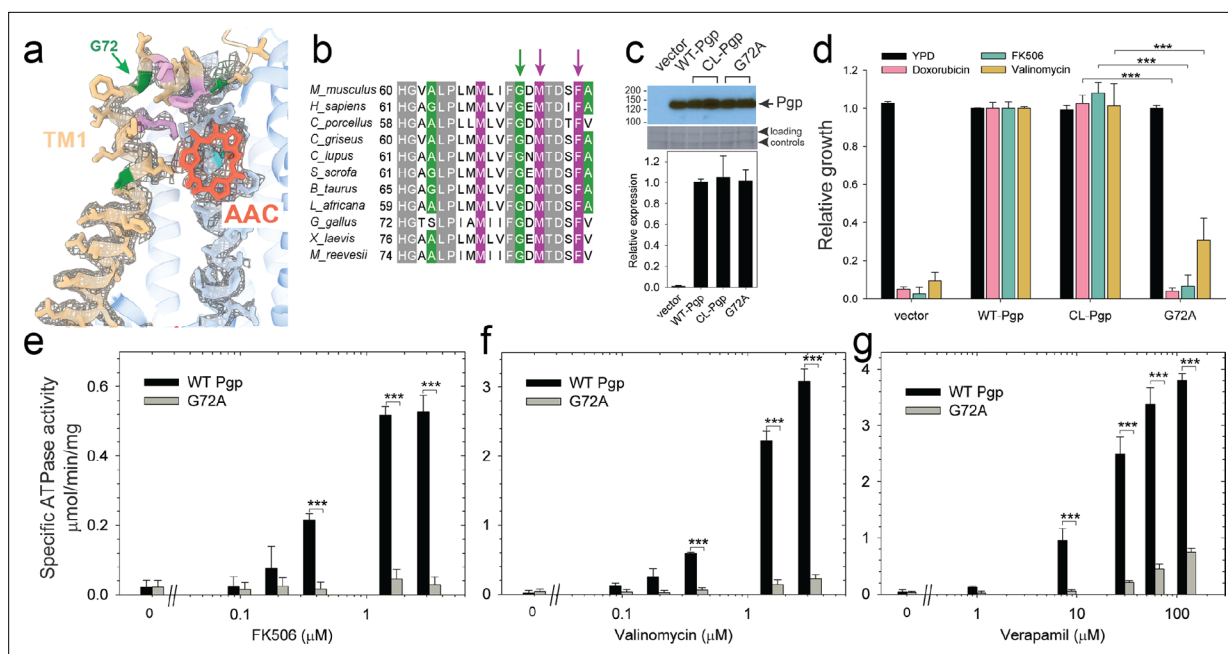 a
G72
TM1
AAC
b
M_musculus 60 HGVALPLMMLIFGDMTDSFA
H_sapiens 61 HGAALPLMMLVFGEMTDIFA
C_porcellus 58 HGAALPLLMLVFGDMTDTFV
C_griseus 60 HGVALPLMMLVFGDMTDSFA
C_lupus 61 HGAALPLMMLVFGNMTDSFA
S_scrofa 61 HGAGLPLMMLVFGEMTDSFA
B_taurus 65 HGAGLPLMMLVFGDMTDSFA
L_africana 59 HGAALPLMMLVFGDMTDSFA
G_gallus 72 HGTSLPIAMIIFGDMTDSFV
X_laevis 76 HGAALPLMMLVFGEMTDSFV
M_reevesii 74 HGAALPIMMIIFGDMTDSFV
c
vector
WT-Pgp
CL-Pgp
G72A
200
150
120
100
Pgp
loading
controls
Relative expression
1.2
1.0
0.8
0.6
0.4
0.2
0.0
vector
WT-Pgp
CL-Pgp
G72A
d
YPD
FK506
Doxorubicin
Valinomycin
***
***
***
Relative growth
1.2
1.0
0.8
0.6
0.4
0.2
0.0
vector
WT-Pgp
CL-Pgp
G72A
e
WT Pgp
G72A
Specific ATPase activity
μmol/min/mg
0.6
0.4
0.2
0.0
***
***
***
0
0.1
1
FK506 (μM)
f
WT Pgp
G72A
3
2
1
0
***
***
***
0
0.1
1
Valinomycin (μM)
g
WT Pgp
G72A
4
3
2
1
0
***
***
***
***
0
1
10
100
Verapamil (μM)